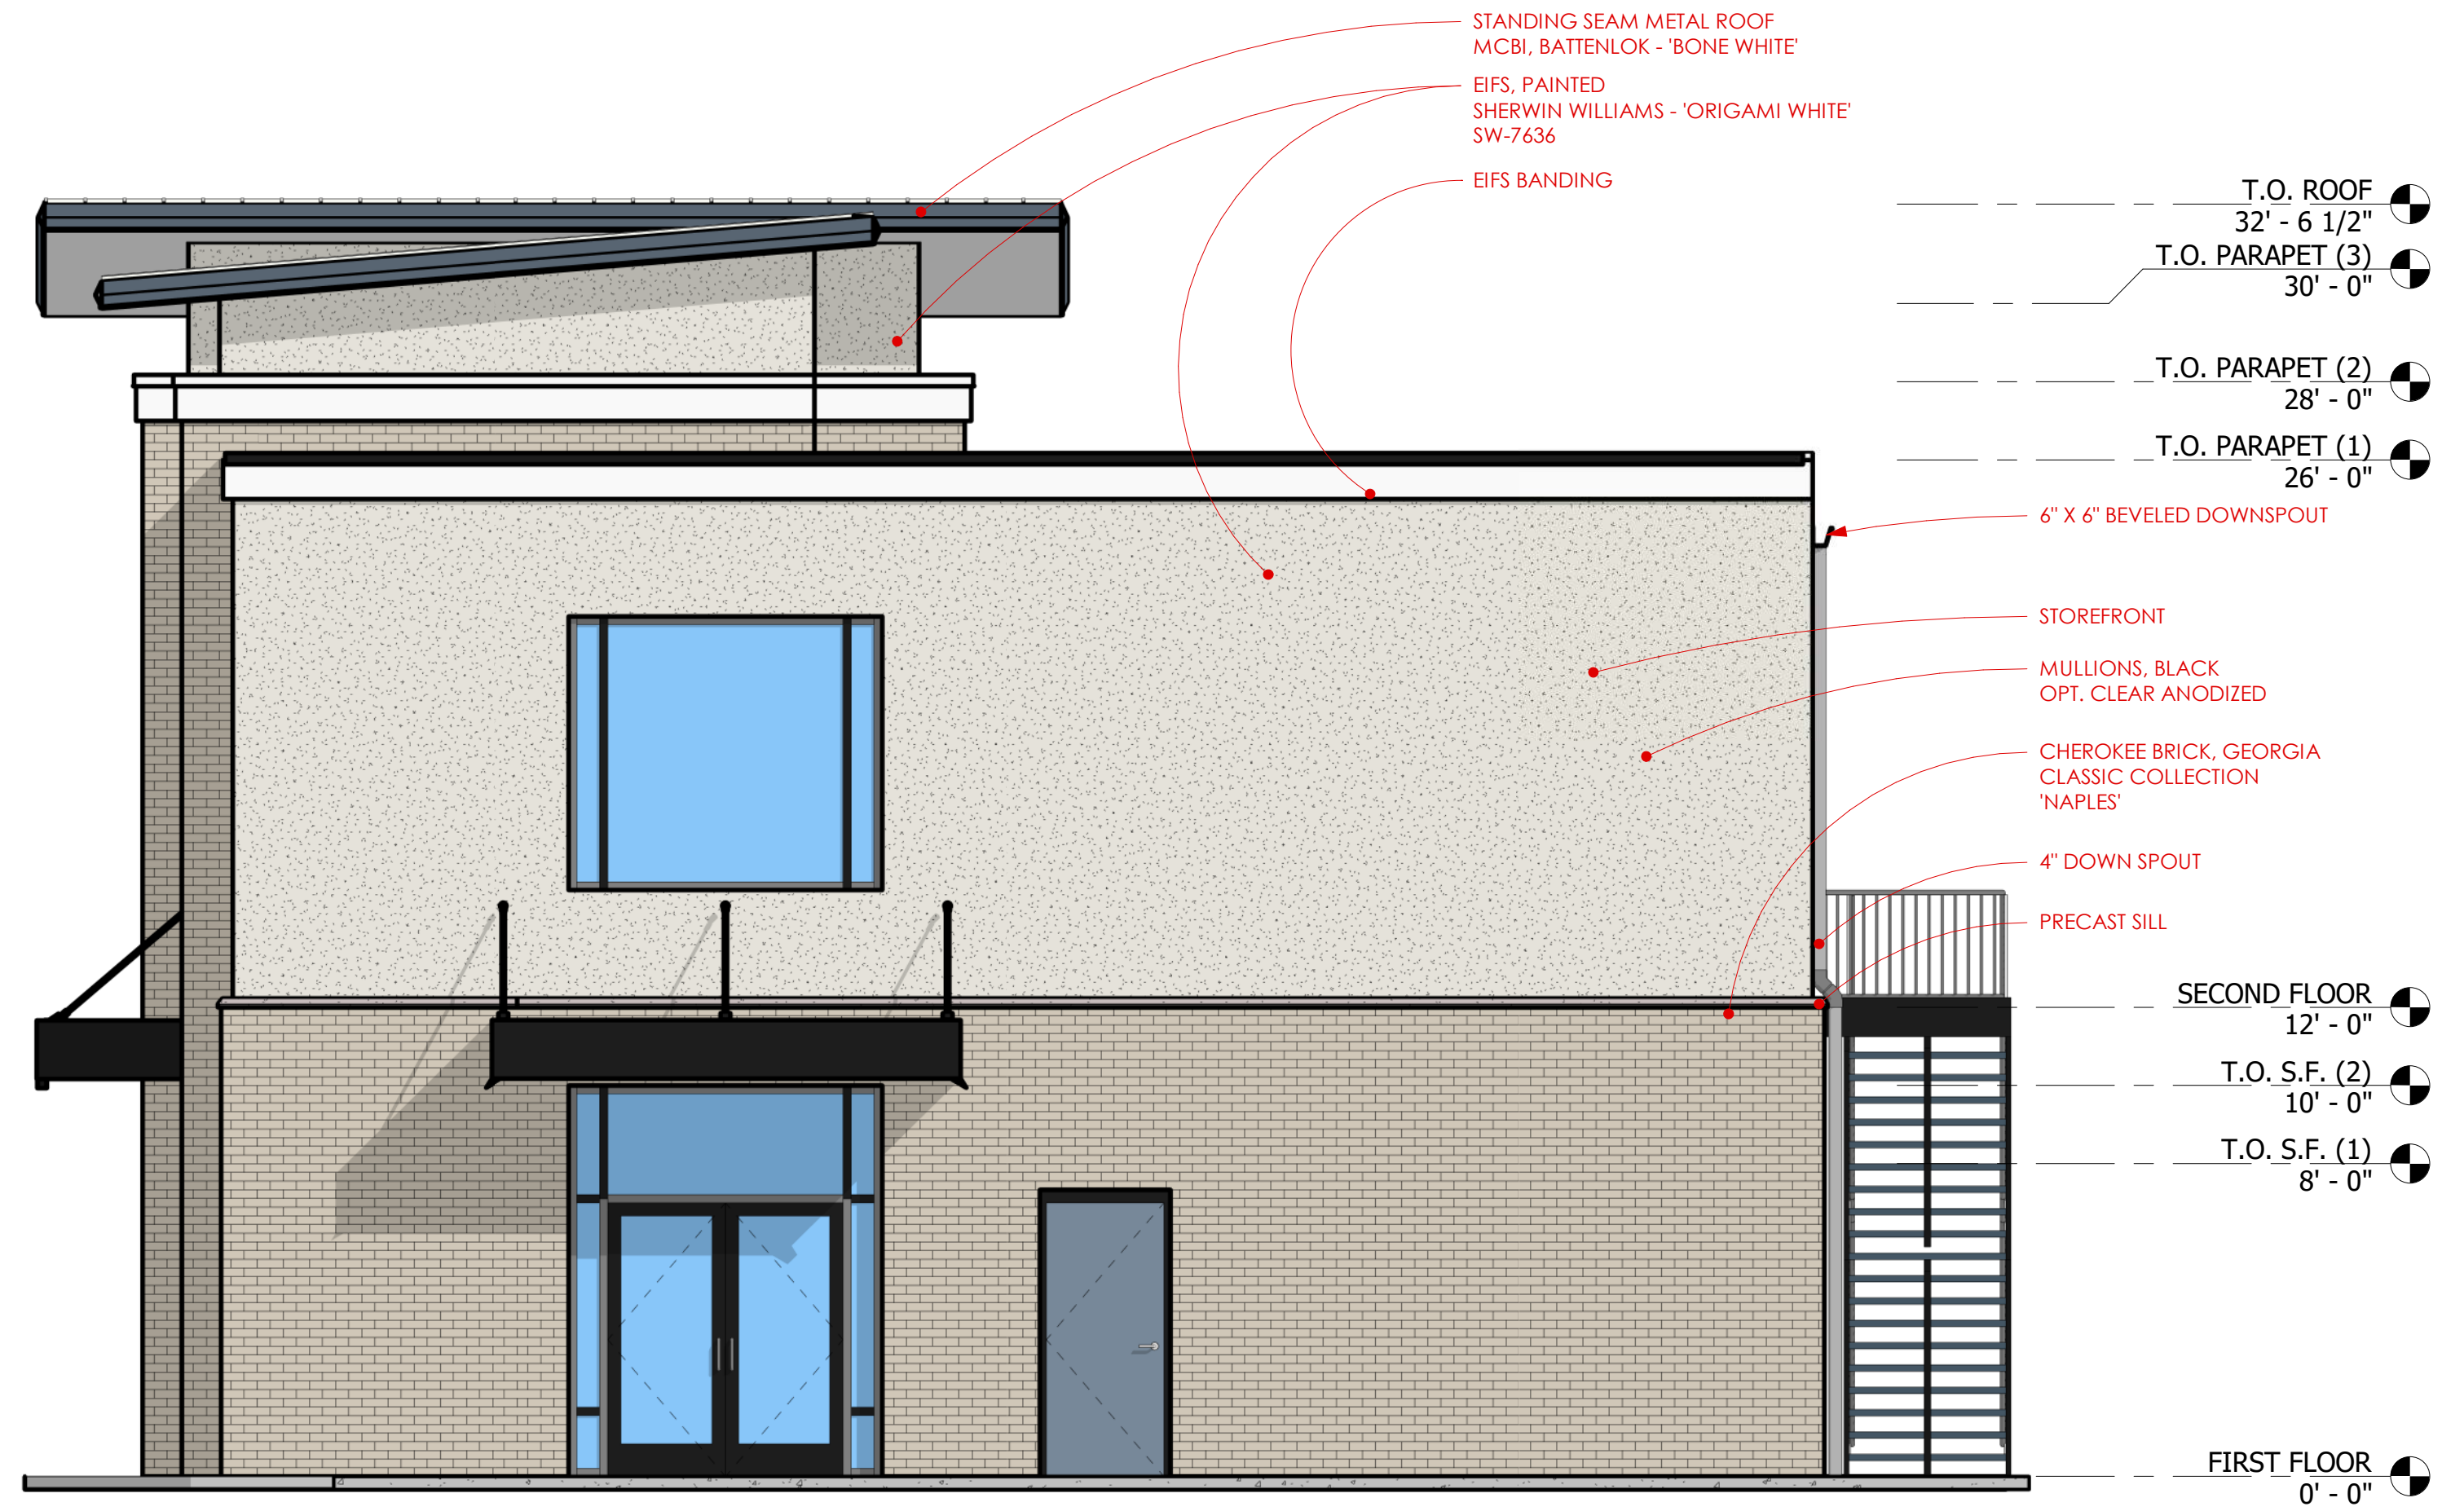 STANDING SEAM METAL ROOF
MCBI, BATTENLOK - 'BONE WHITE'
EIFS, PAINTED
SHERWIN WILLIAMS - 'ORIGAMI WHITE'
SW-7636
EIFS BANDING
T.O. ROOF
32' - 6 1/2"
T.O. PARAPET (3)
30' - 0"
T.O. PARAPET (2)
28' - 0"
T.O. PARAPET (1)
26' - 0"
6" X 6" BEVELED DOWNSPOUT
STOREFRONT
MULLIONS, BLACK
OPT. CLEAR ANODIZED
CHEROKEE BRICK, GEORGIA
CLASSIC COLLECTION
'NAPLES'
4" DOWN SPOUT
PRECAST SILL
SECOND FLOOR
12' - 0"
T.O. S.F. (2)
10' - 0"
T.O. S.F. (1)
8' - 0"
FIRST FLOOR
0' - 0"